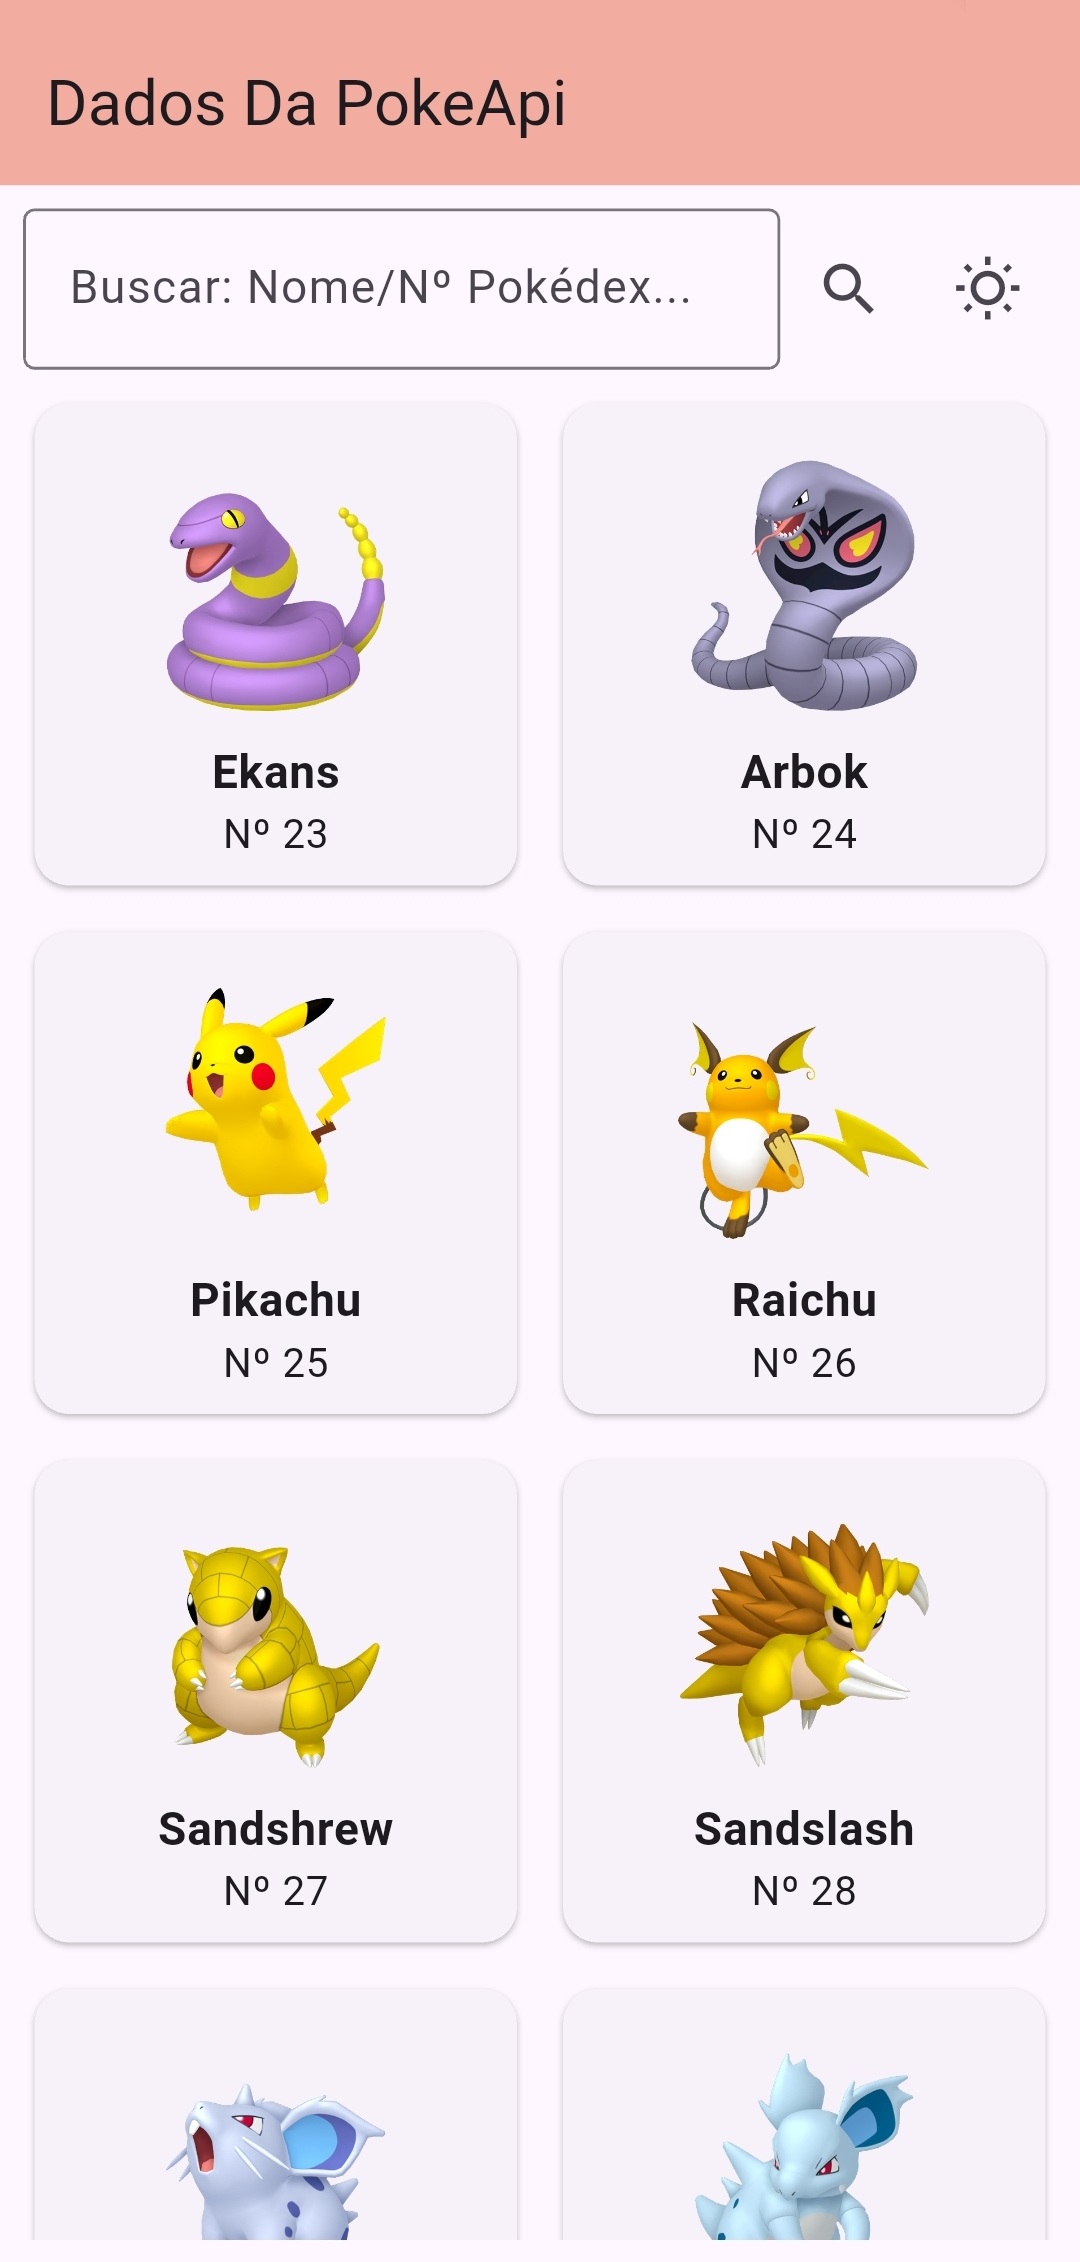 Dados Da PokeApi
Buscar: Nome/Nº Pokédex...
Ekans
Nº 23
Arbok
Nº 24
Pikachu
Nº 25
Raichu
Nº 26
Sandshrew
Nº 27
Sandslash
Nº 28